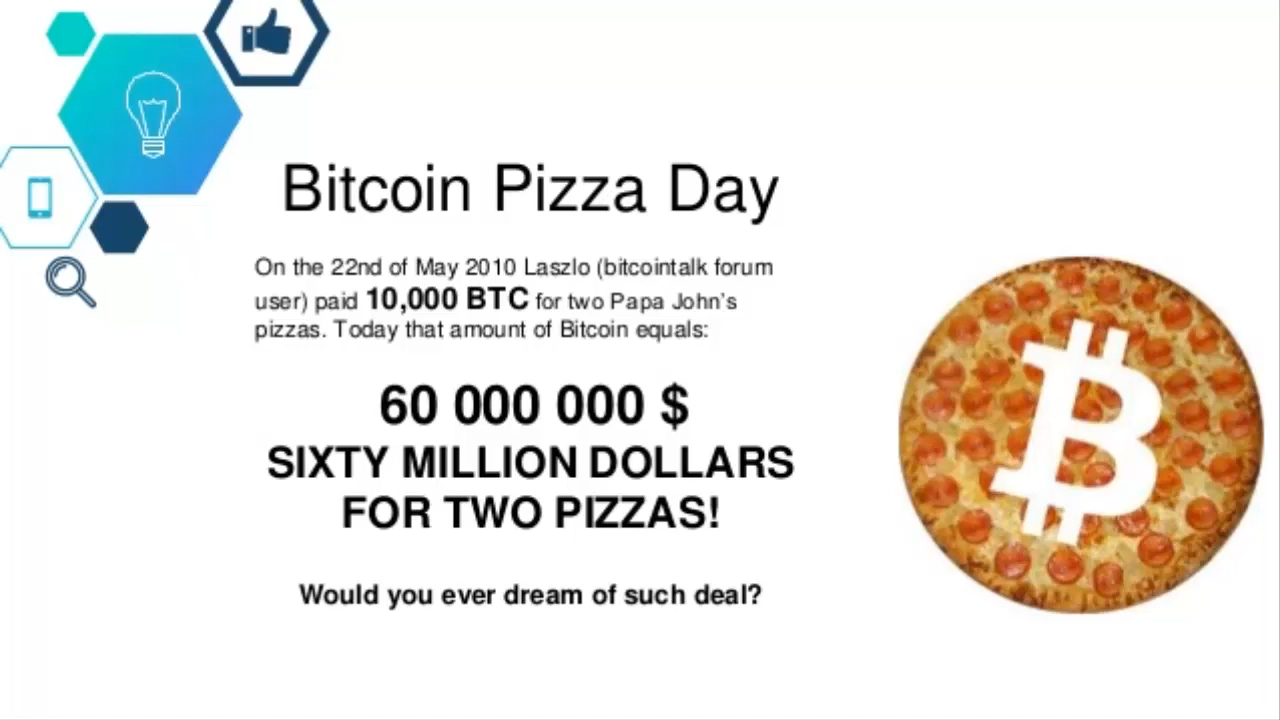 Bitcoin Pizza Day
On the 22nd of May 2010 Laszlo (bitcointalk forum
user) paid 10,000 BTC for two Papa John's
pizzas. Today that amount of Bitcoin equals:
60 000 000 $
SIXTY MILLION DOLLARS
FOR TWO PIZZAS!
Would you ever dream of such deal?